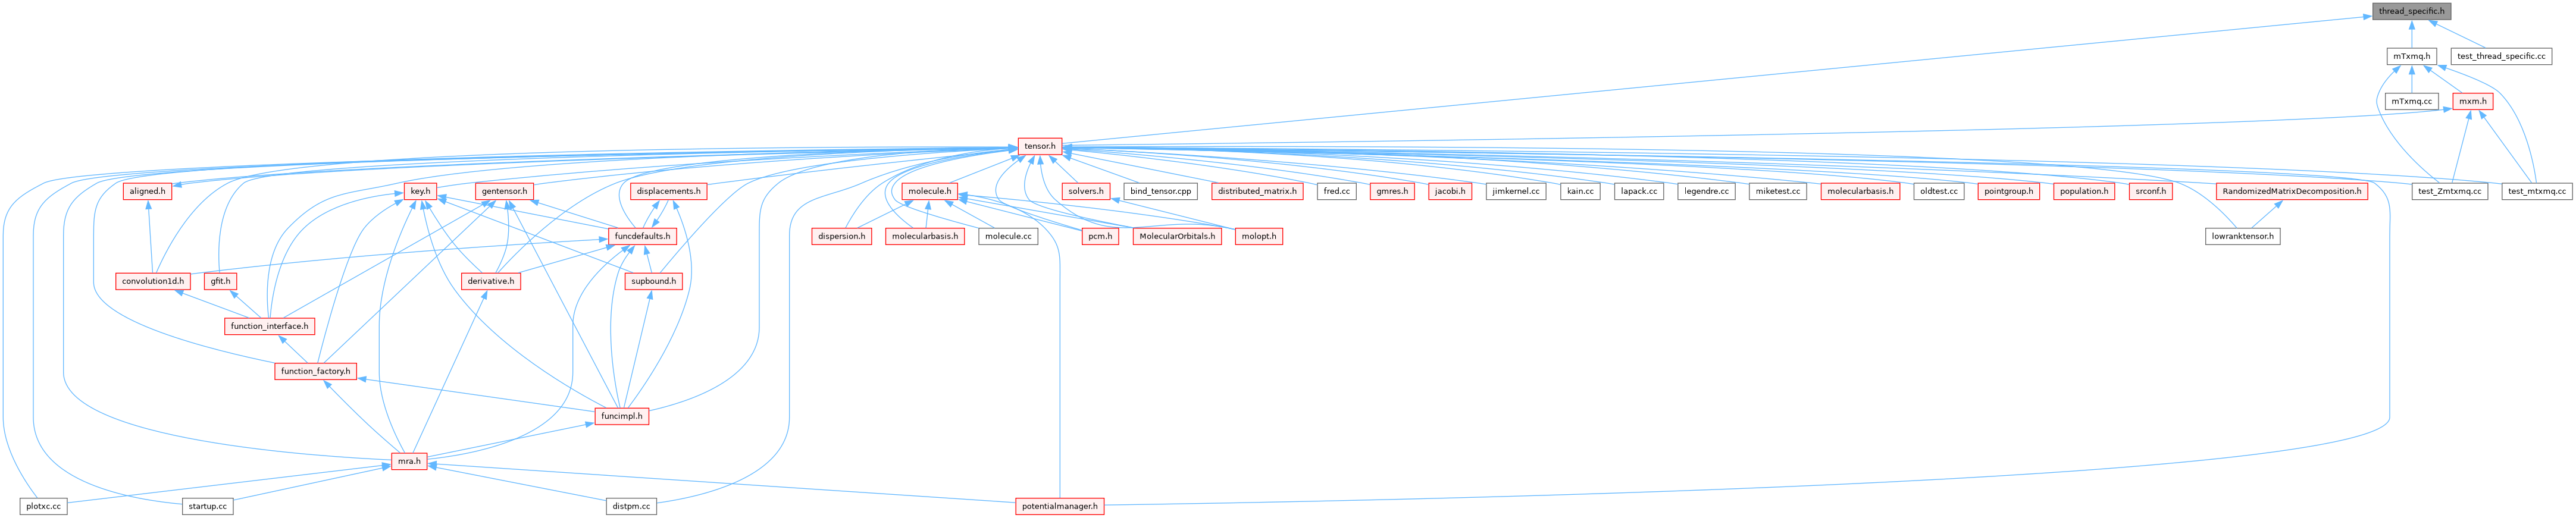 thread_specific.h
mTxmq.h
test_thread_specific.cc
mTxmq.cc
mxm.h
tensor.h
aligned.h
key.h
gentensor.h
displacements.h
molecule.h
solvers.h
bind_tensor.cpp
distributed_matrix.h
fred.cc
gmres.h
jacobi.h
jimkernel.cc
kain.cc
lapack.cc
legendre.cc
miketest.cc
molecularbasis.h
oldtest.cc
pointgroup.h
population.h
srconf.h
RandomizedMatrixDecomposition.h
test_Zmtxmq.cc
test_mtxmq.cc
funcdefaults.h
dispersion.h
molecularbasis.h
molecule.cc
pcm.h
MolecularOrbitals.h
molopt.h
lowranktensor.h
convolution1d.h
gfit.h
derivative.h
supbound.h
function_interface.h
function_factory.h
funcimpl.h
mra.h
plotxc.cc
startup.cc
distpm.cc
potentialmanager.h